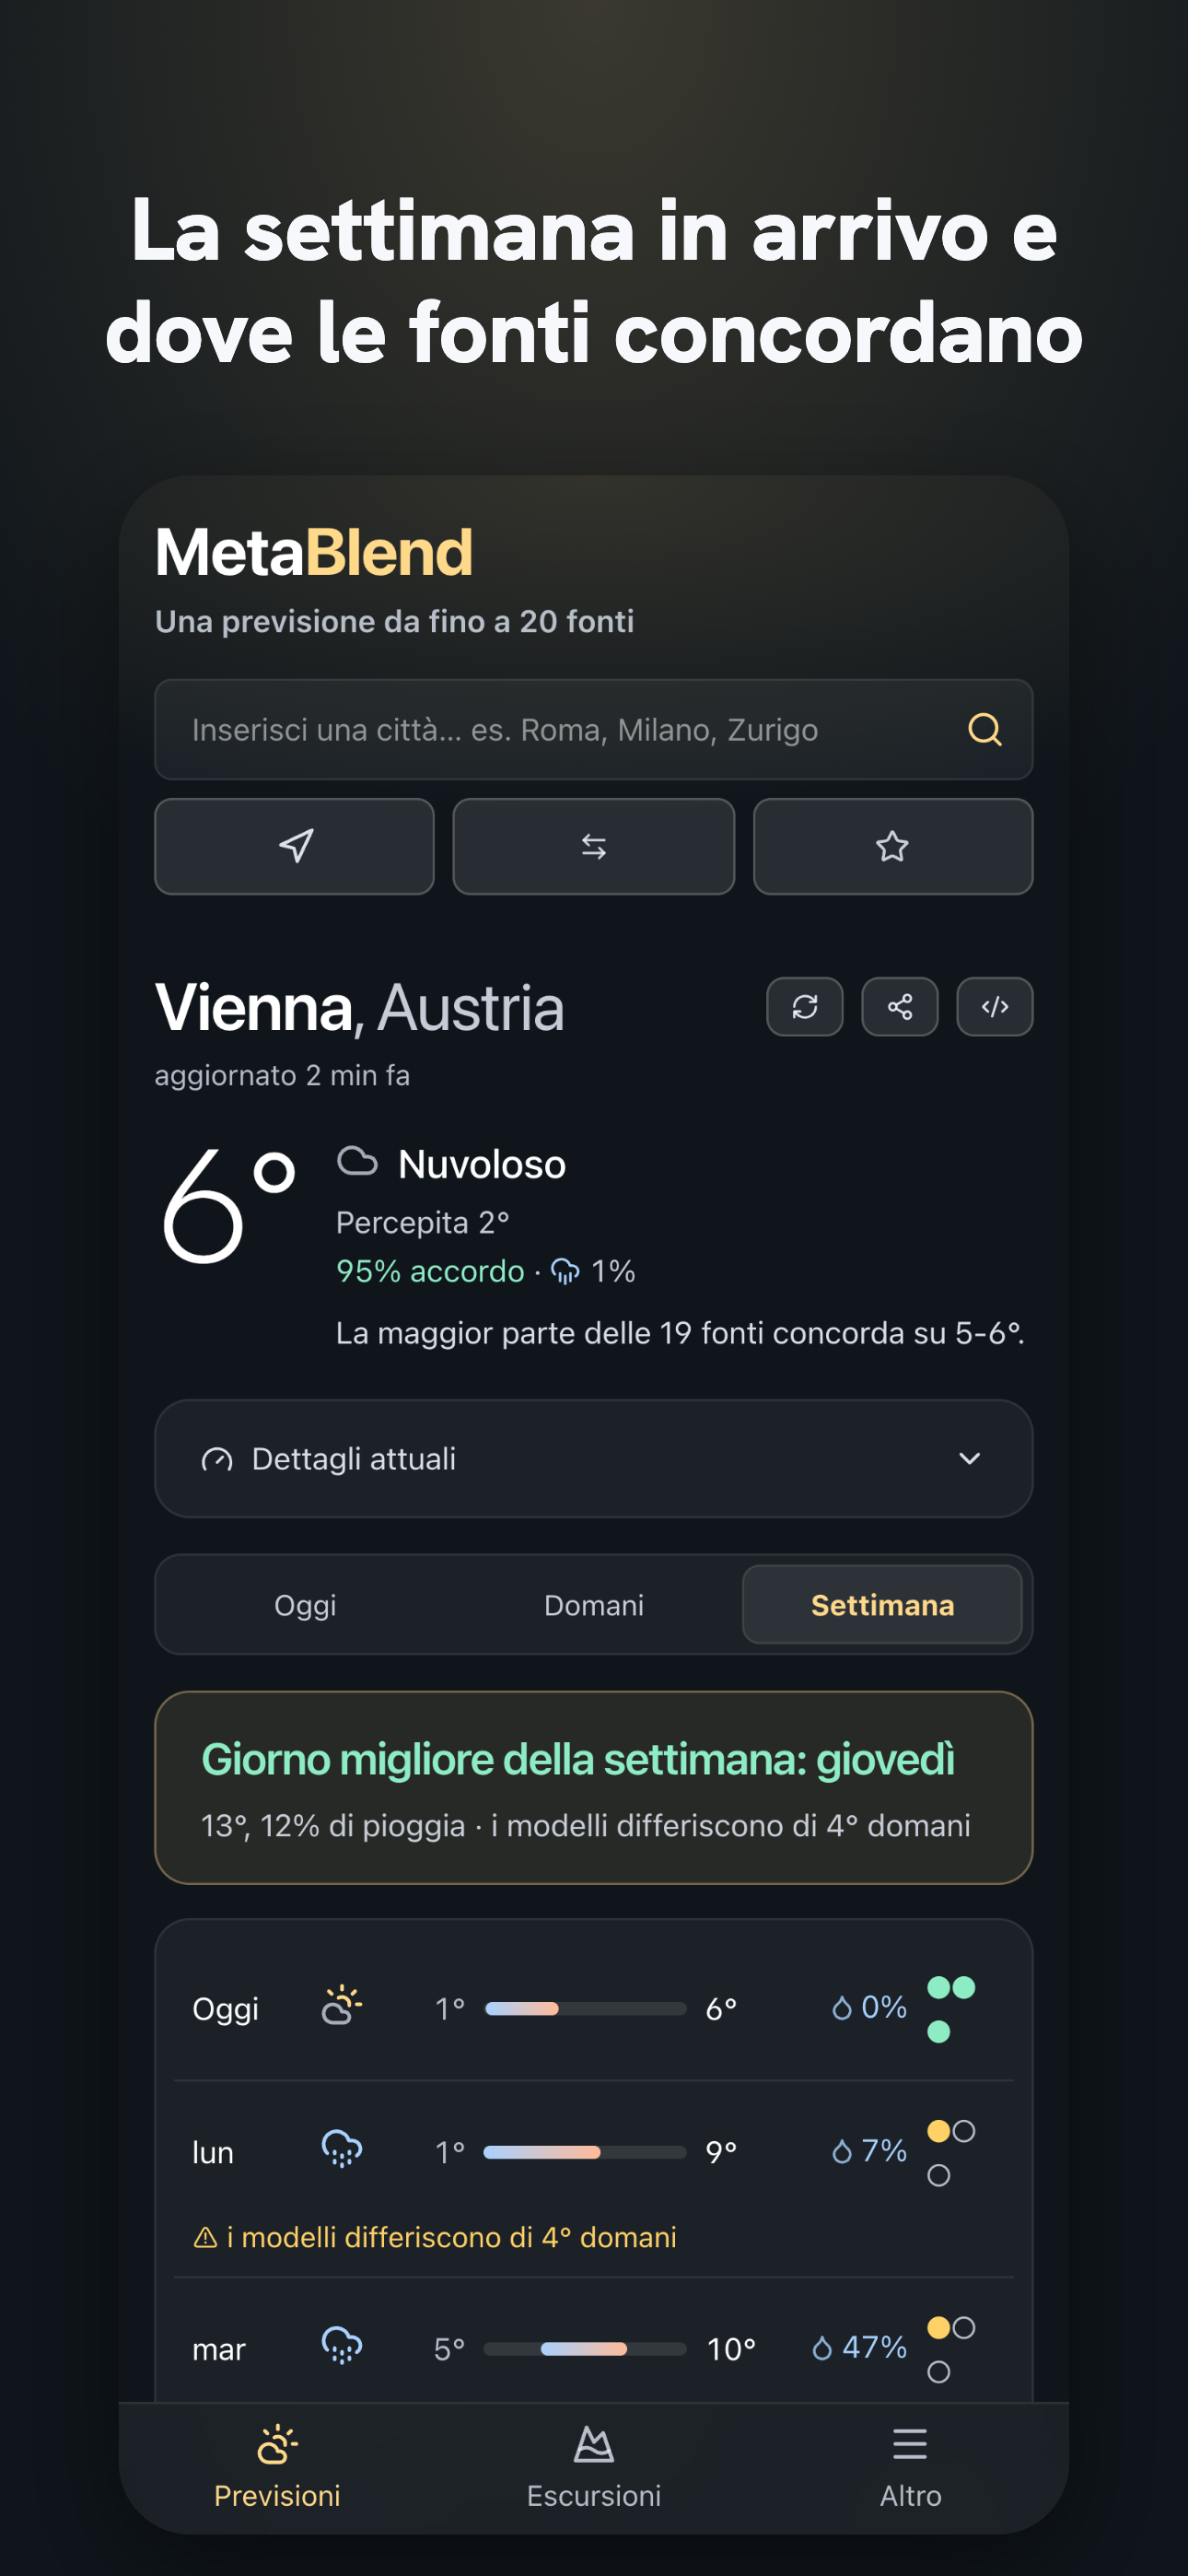 La settimana in arrivo e
dove le fonti concordano
MetaBlend
Una previsione da fino a 20 fonti
Inserisci una città... es. Roma, Milano, Zurigo
Vienna, Austria
aggiornato 2 min fa
6°
Nuvoloso
Percepita 2°
95% accordo · 1%
La maggior parte delle 19 fonti concorda su 5-6°.
Dettagli attuali
Oggi Domani Settimana
Giorno migliore della settimana: giovedì
13°, 12% di pioggia · i modelli differiscono di 4° domani
Oggi 1° 6° 0%
lun 1° 9° 7%
i modelli differiscono di 4° domani
mar 5° 10° 47%
Previsioni Escursioni Altro